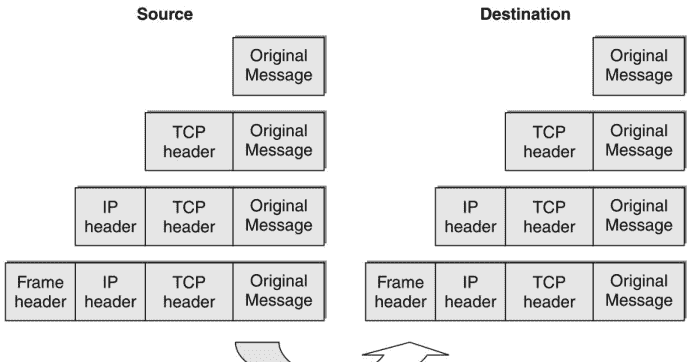 Source
Destination
Original
Message
Original
Message
TCP
header
Original
Message
TCP
header
Original
Message
IP
header
TCP
header
Original
Message
IP
header
TCP
header
Original
Message
Frame
header
IP
header
TCP
header
Original
Message
Frame
header
IP
header
TCP
header
Original
Message